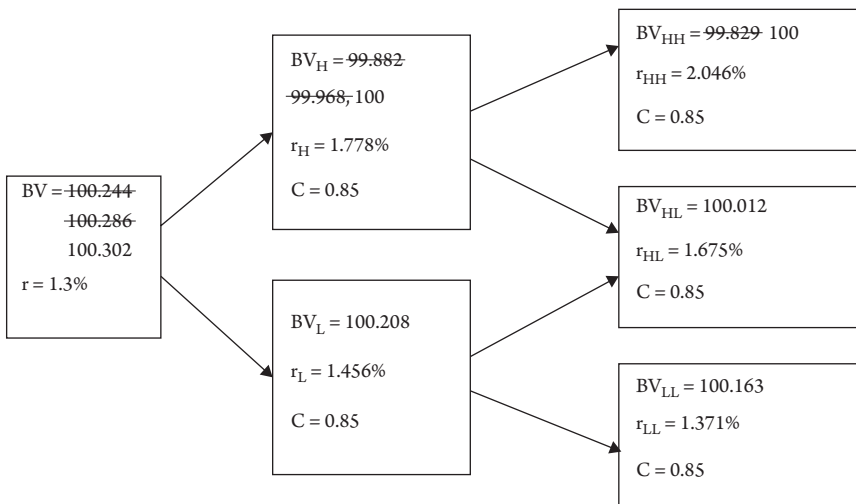 BV = 100.244
100.286
100.302
r = 1.3%
BV_H = 99.882
99.968, 100
r_H = 1.778%
C = 0.85
BV_L = 100.208
r_L = 1.456%
C = 0.85
BV_HH = 99.829 100
r_HH = 2.046%
C = 0.85
BV_HL = 100.012
r_HL = 1.675%
C = 0.85
BV_LL = 100.163
r_LL = 1.371%
C = 0.85